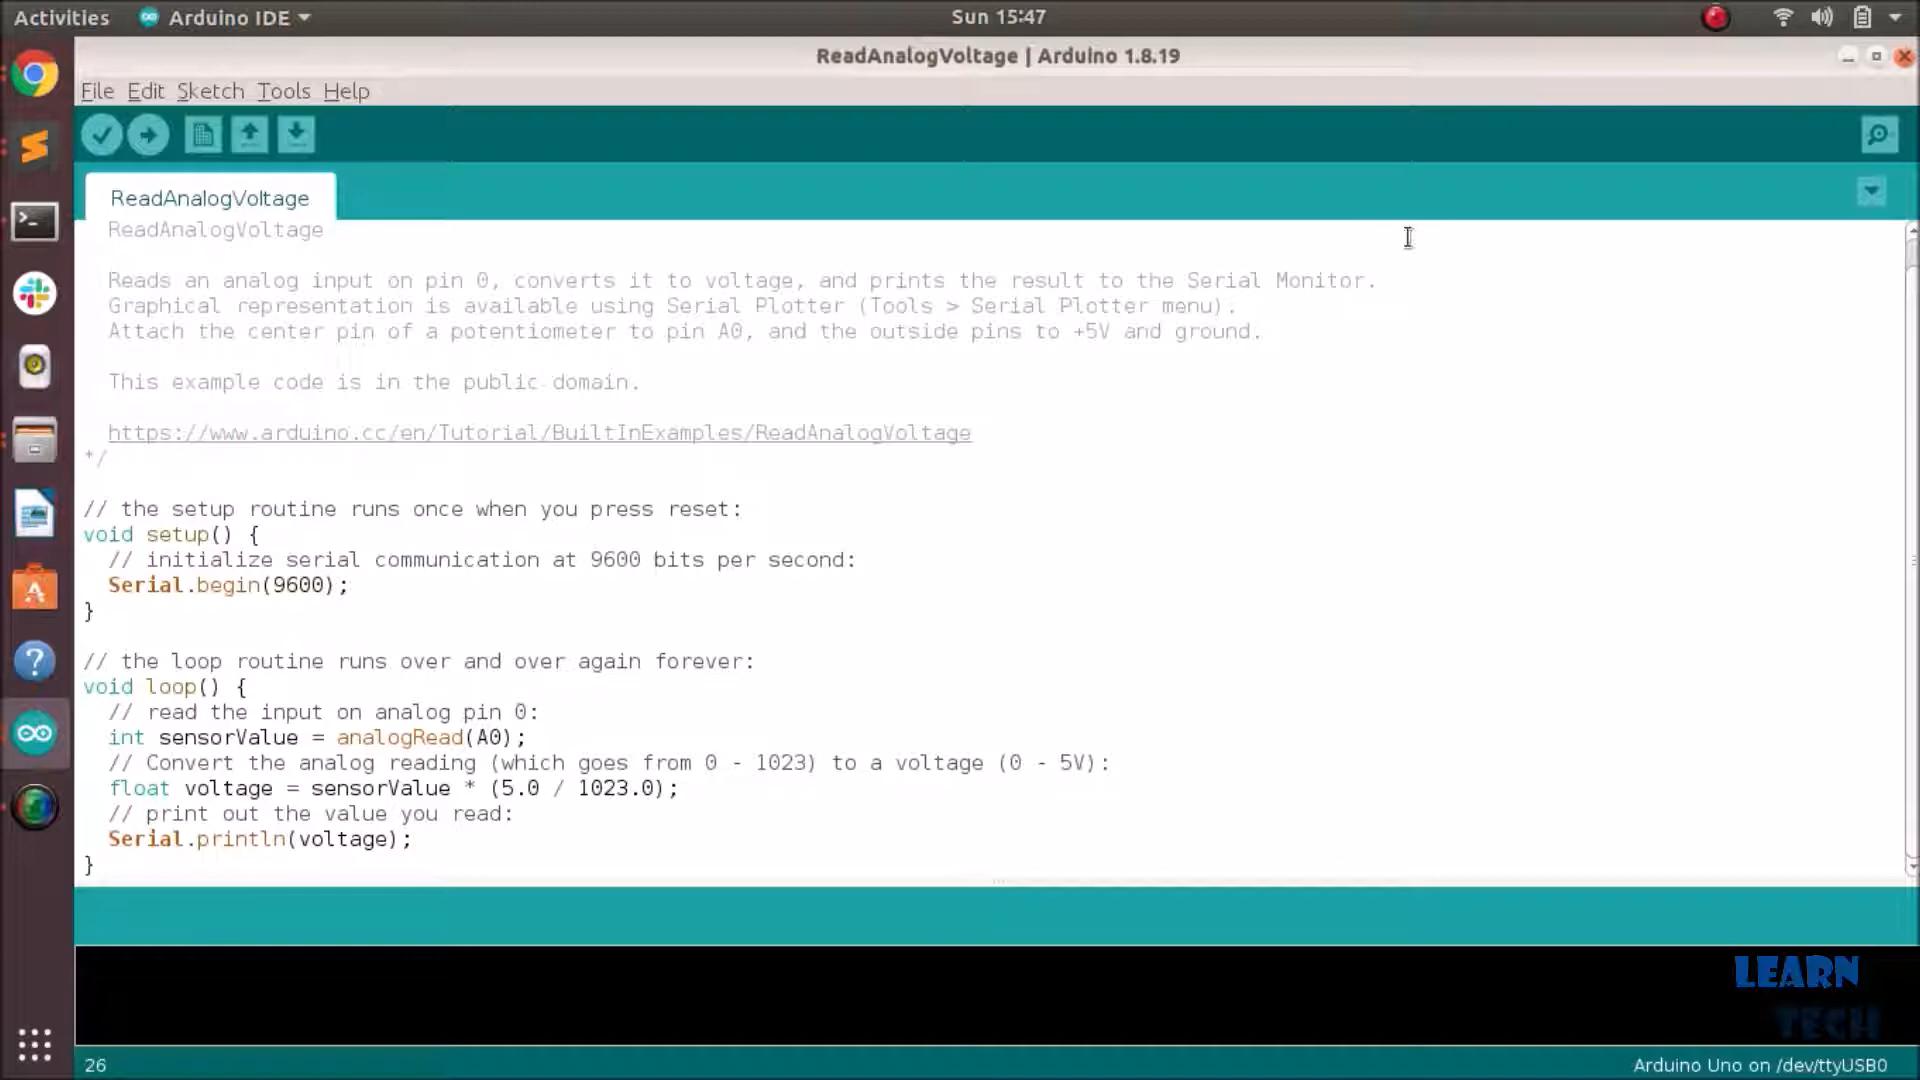 Activities Arduino IDE Sun 15:47
ReadAnalogVoltage | Arduino 1.8.19
File Edit Sketch Tools Help
ReadAnalogVoltage
ReadAnalogVoltage
Reads an analog input on pin 0, converts it to voltage, and prints the result to the Serial Monitor.
Graphical representation is available using Serial Plotter (Tools > Serial Plotter menu).
Attach the center pin of a potentiometer to pin A0, and the outside pins to +5V and ground.
This example code is in the public domain.
https://www.arduino.cc/en/Tutorial/BuiltInExamples/ReadAnalogVoltage
*/
// the setup routine runs once when you press reset:
void setup() {
// initialize serial communication at 9600 bits per second:
Serial.begin(9600);
}
// the loop routine runs over and over again forever:
void loop() {
// read the input on analog pin 0:
int sensorValue = analogRead(A0);
// Convert the analog reading (which goes from 0 - 1023) to a voltage (0 - 5V):
float voltage = sensorValue * (5.0 / 1023.0);
// print out the value you read:
Serial.println(voltage);
}
LEARN
TECH
26 Arduino Uno on /dev/ttyUSB0